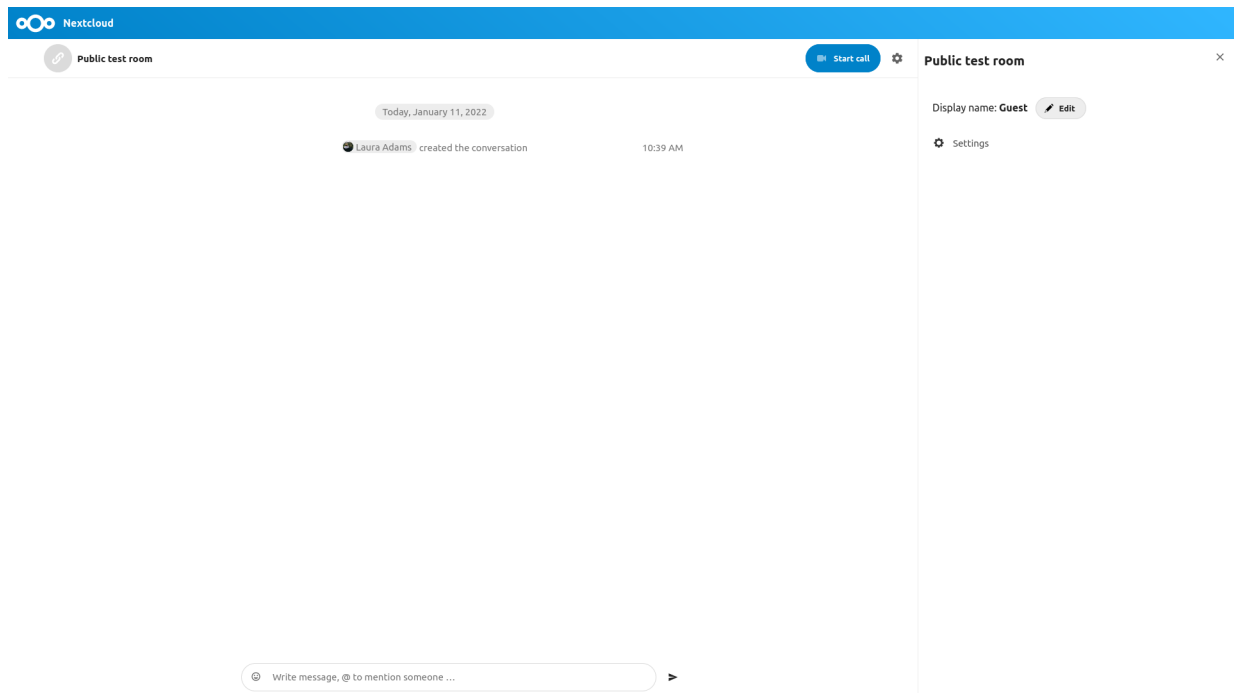 Nextcloud
Public test room
Start call
Today, January 11, 2022
Laura Adams created the conversation 10:39 AM
Write message, @ to mention someone …
Public test room
Display name: Guest Edit
Settings